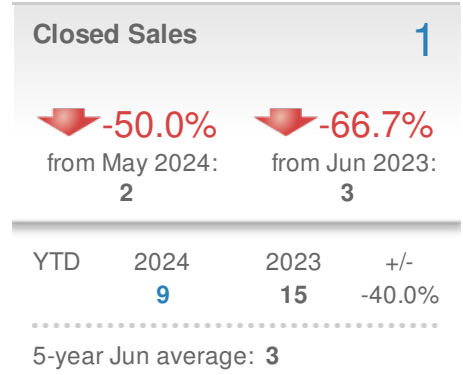 Closed Sales 1
-50.0% -66.7%
from May 2024: from Jun 2023:
2 3
YTD 2024 2023 +/-
9 15 -40.0%
5-year Jun average: 3